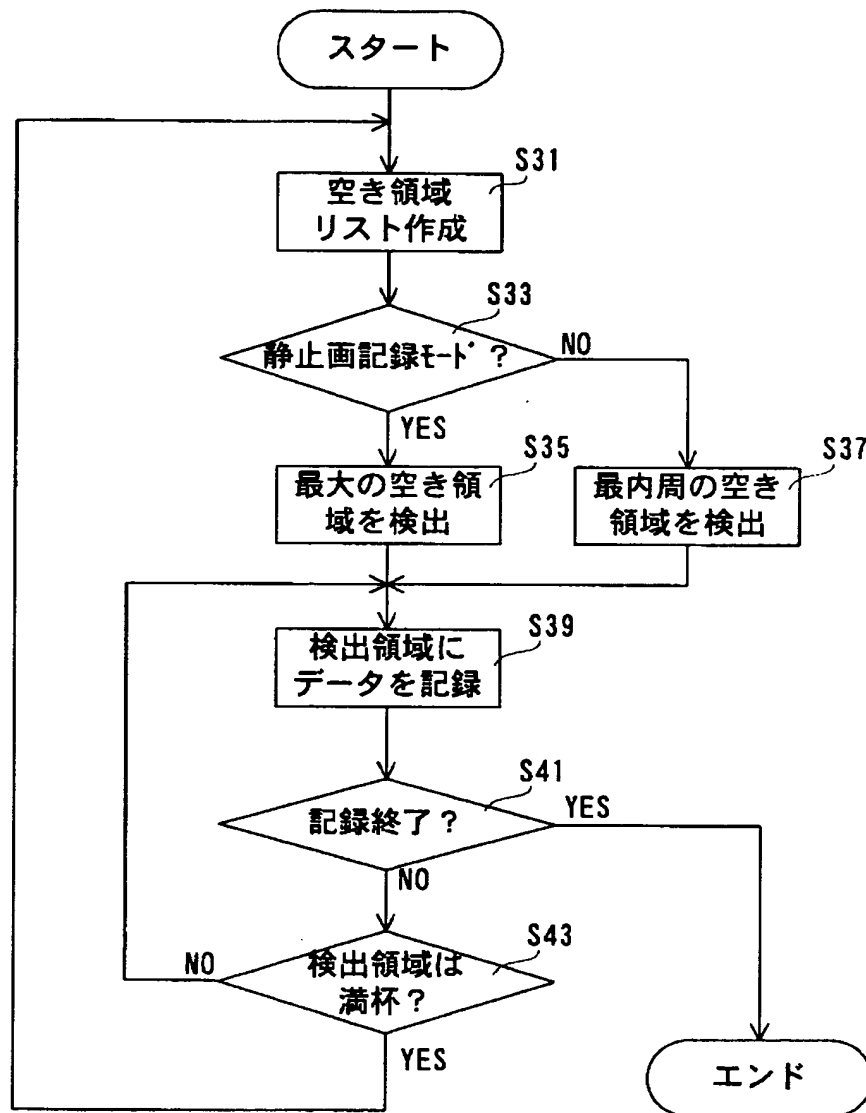 スタート
S31
空き領域
リスト作成
S33
静止画記録ﾓｰﾄﾞ?
NO
YES
S35
最大の空き領
域を検出
S37
最内周の空き
領域を検出
S39
検出領域に
データを記録
S41
記録終了?
YES
NO
S43
検出領域は
満杯?
NO
YES
エンド